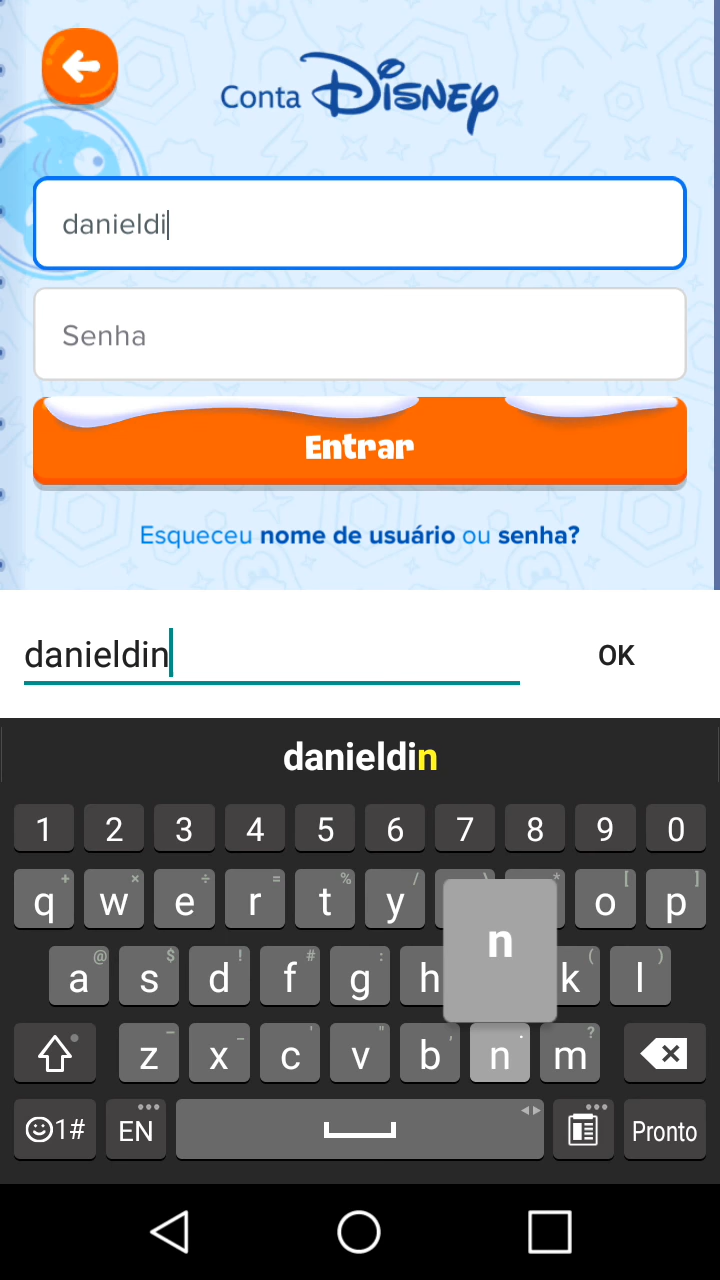 Conta Disney
danieldi
Senha
Entrar
Esqueceu nome de usuário ou senha?
danieldin
OK
danieldin
1 2 3 4 5 6 7 8 9 0
+ × ÷ = % / \ * [ ]
q w e r t y o p
@ $ ! # : ( )
a s d f g h k l
n
– _ ' " , . ?
z x c v b n m
1# EN Pronto